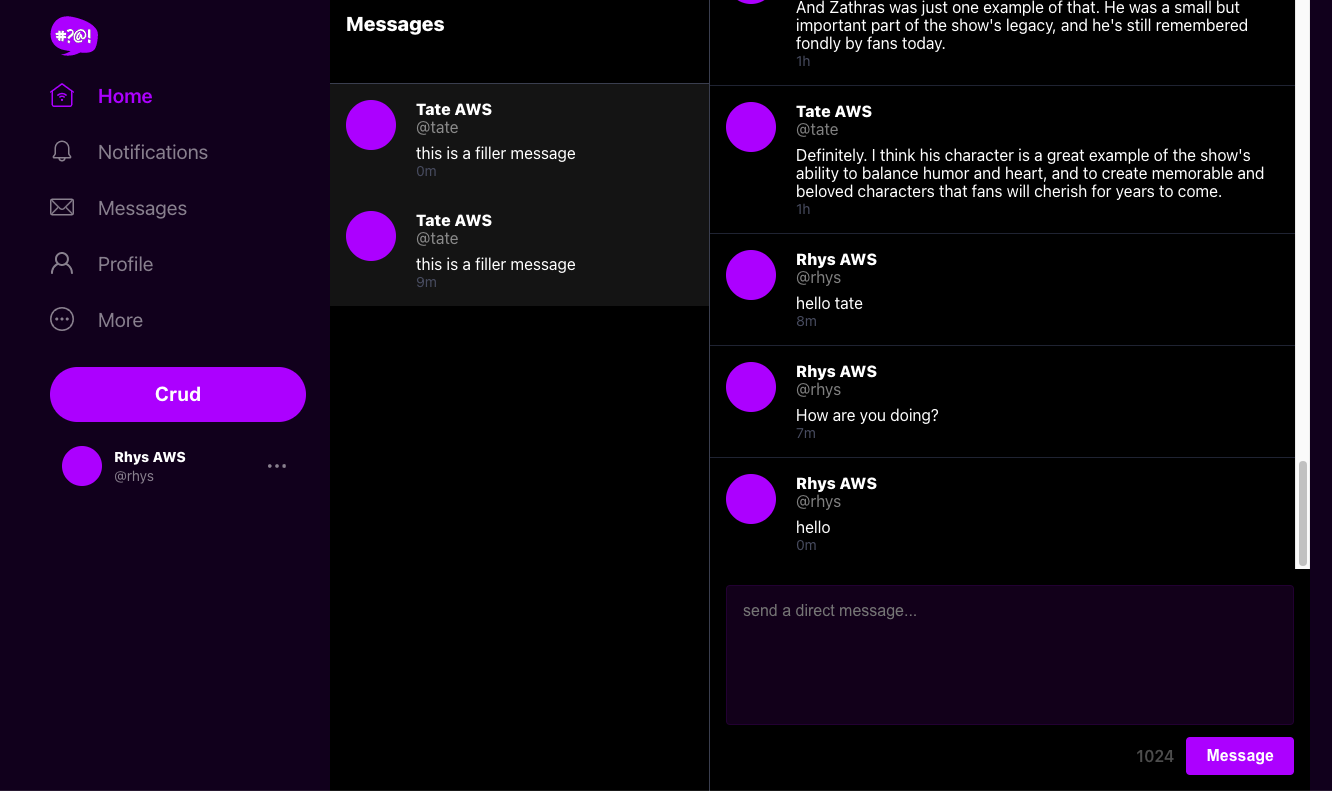 #?@!
Home
Notifications
Messages
Profile
More
Crud
Rhys AWS
@rhys
Messages
Tate AWS
@tate
this is a filler message
0m
Tate AWS
@tate
this is a filler message
9m
And Zathras was just one example of that. He was a small but
important part of the show's legacy, and he's still remembered
fondly by fans today.
1h
Tate AWS
@tate
Definitely. I think his character is a great example of the show's
ability to balance humor and heart, and to create memorable and
beloved characters that fans will cherish for years to come.
1h
Rhys AWS
@rhys
hello tate
8m
Rhys AWS
@rhys
How are you doing?
7m
Rhys AWS
@rhys
hello
0m
send a direct message...
1024
Message